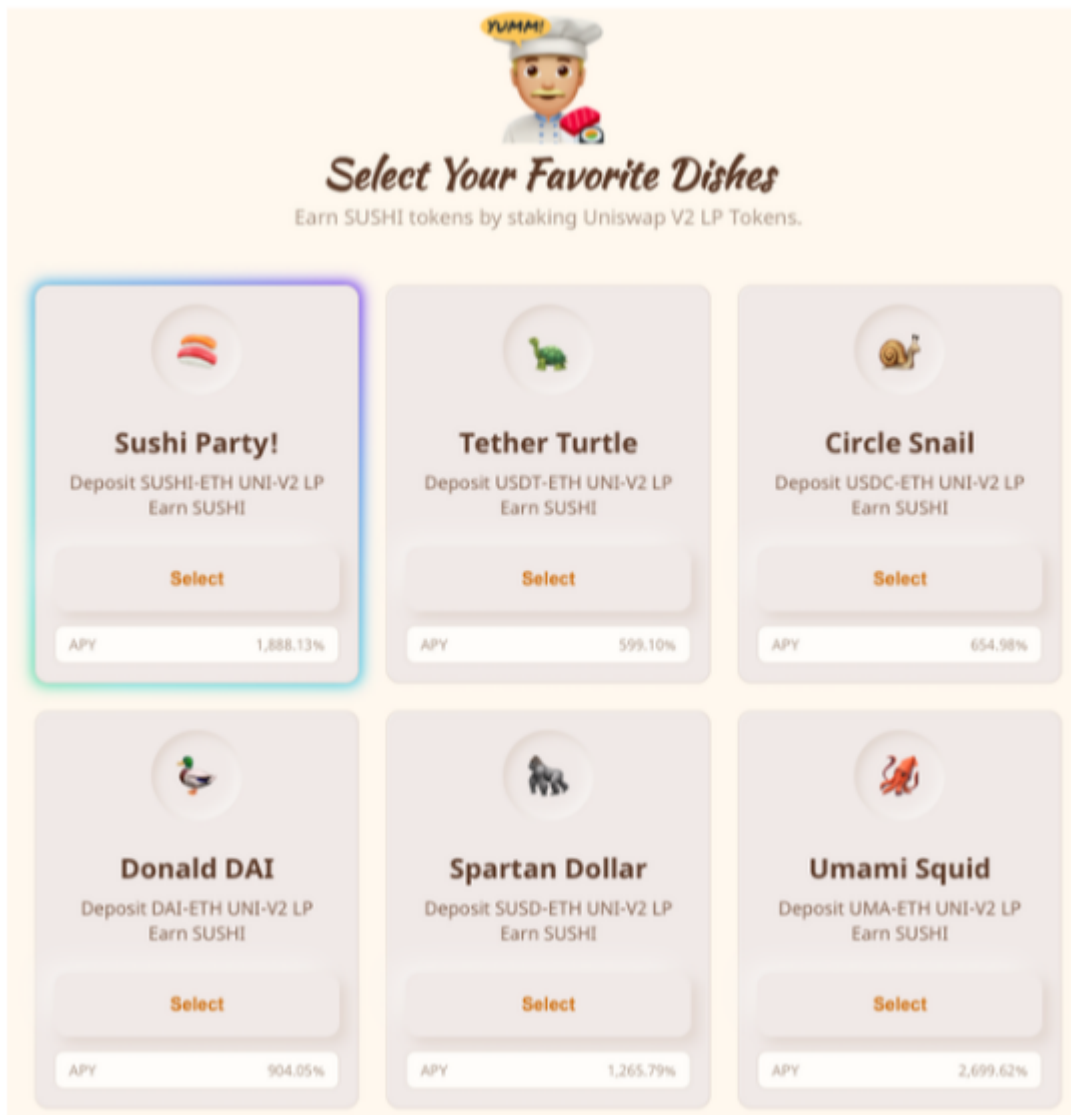 YUMM!
Select Your Favorite Dishes
Earn SUSHI tokens by staking Uniswap V2 LP Tokens.
Sushi Party!
Deposit SUSHI-ETH UNI-V2 LP
Earn SUSHI
Select
APY 1,888.13%
Tether Turtle
Deposit USDT-ETH UNI-V2 LP
Earn SUSHI
Select
APY 599.10%
Circle Snail
Deposit USDC-ETH UNI-V2 LP
Earn SUSHI
Select
APY 654.98%
Donald DAI
Deposit DAI-ETH UNI-V2 LP
Earn SUSHI
Select
APY 904.05%
Spartan Dollar
Deposit SUSD-ETH UNI-V2 LP
Earn SUSHI
Select
APY 1,265.79%
Umami Squid
Deposit UMA-ETH UNI-V2 LP
Earn SUSHI
Select
APY 2,699.62%